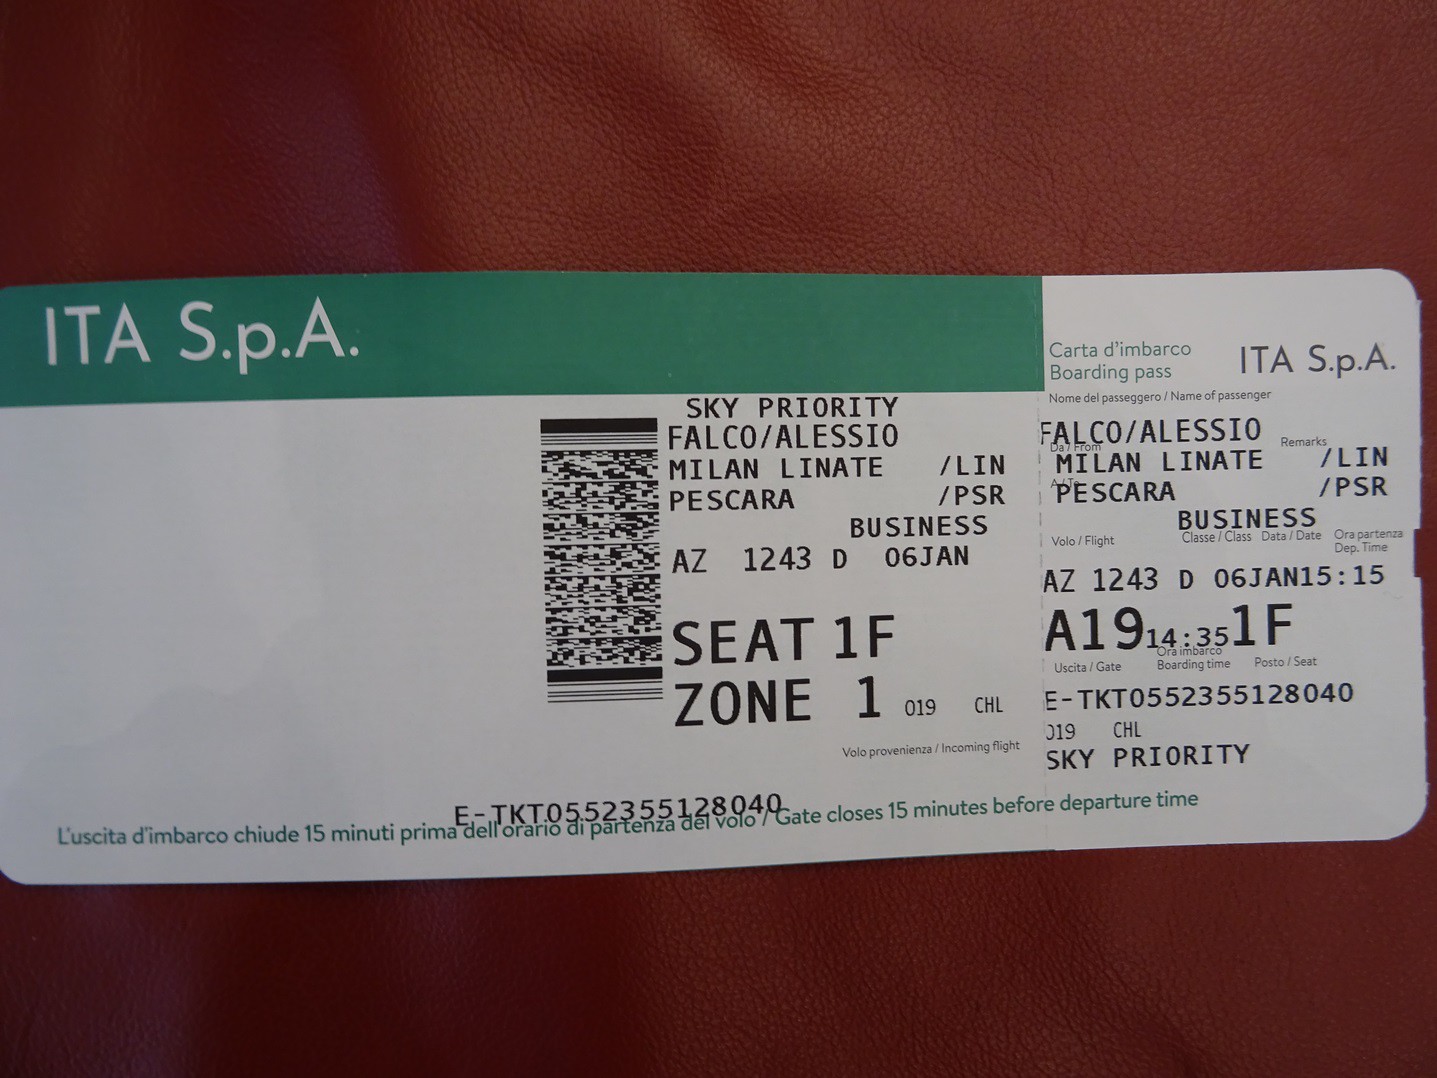 ITA S.p.A.
SKY PRIORITY
FALCO/ALESSIO
MILAN LINATE /LIN
PESCARA /PSR
BUSINESS
AZ 1243 D 06JAN
SEAT 1F
ZONE 1 019 CHL
Volo provenienza / Incoming flight
E-TKT0552355128040
L'uscita d'imbarco chiude 15 minuti prima dell'orario di partenza del volo / Gate closes 15 minutes before departure time
Carta d'imbarco
Boarding pass
ITA S.p.A.
Nome del passeggero / Name of passenger
FALCO/ALESSIO
Da / From
Remarks
MILAN LINATE /LIN
A / To
PESCARA /PSR
BUSINESS
Volo / Flight
Classe / Class
Data / Date
Ora partenza
Dep. Time
AZ 1243 D 06JAN15:15
A19 14:35 1F
Uscita / Gate
Ora imbarco
Boarding time
Posto / Seat
E-TKT0552355128040
019 CHL
SKY PRIORITY